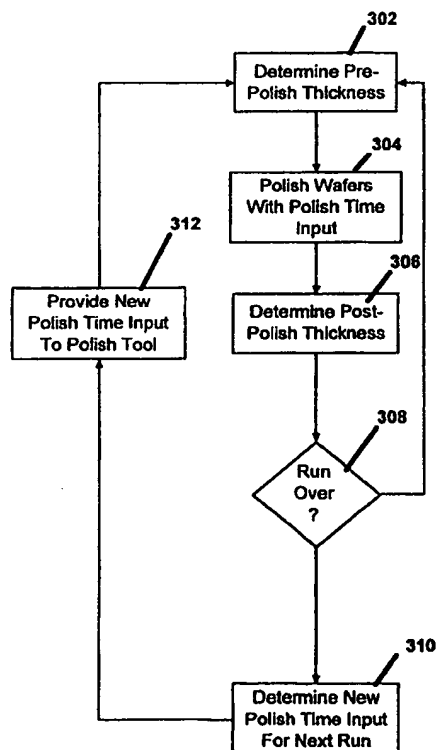 302
Determine Pre-
Polish Thickness
304
Polish Wafers
With Polish Time
Input
312
Provide New
Polish Time Input
To Polish Tool
306
Determine Post-
Polish Thickness
308
Run
Over
?
310
Determine New
Polish Time Input
For Next Run